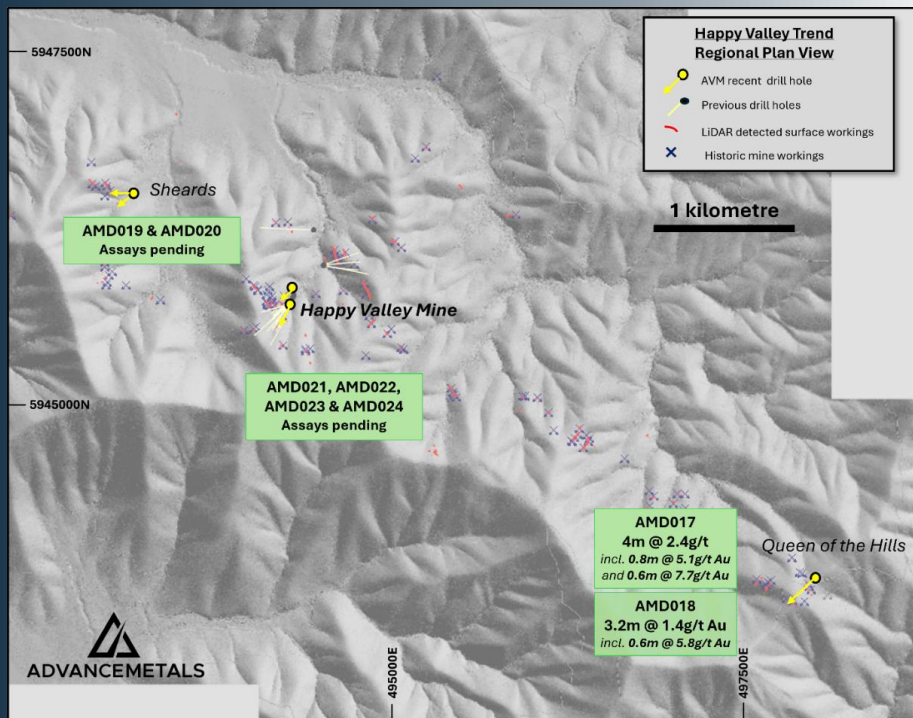 5947500N
Happy Valley Trend
Regional Plan View
AVM recent drill hole
Previous drill holes
LiDAR detected surface workings
Historic mine workings
Sheards
1 kilometre
AMD019 & AMD020
Assays pending
Happy Valley Mine
AMD021, AMD022,
AMD023 & AMD024
Assays pending
5945000N
AMD017
4m @ 2.4g/t
incl. 0.8m @ 5.1g/t Au
and 0.6m @ 7.7g/t Au
Queen of the Hills
AMD018
3.2m @ 1.4g/t Au
incl. 0.6m @ 5.8g/t Au
ADVANCEMETALS
495000E
497500E